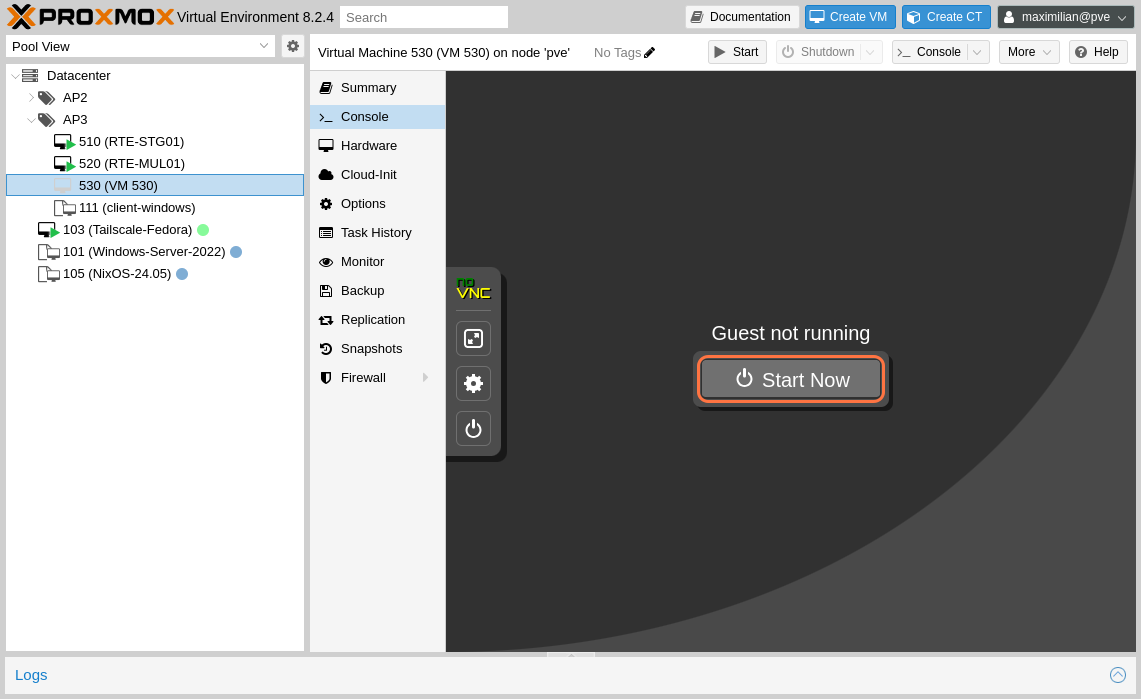 PROXMOX Virtual Environment 8.2.4 Search Documentation Create VM Create CT maximilian@pve
Pool View
Virtual Machine 530 (VM 530) on node 'pve' No Tags Start Shutdown Console More Help
Datacenter
AP2
AP3
510 (RTE-STG01)
520 (RTE-MUL01)
530 (VM 530)
111 (client-windows)
103 (Tailscale-Fedora)
101 (Windows-Server-2022)
105 (NixOS-24.05)
Summary
Console
Hardware
Cloud-Init
Options
Task History
Monitor
Backup
Replication
Snapshots
Firewall
no
VNC
Guest not running
Start Now
Logs